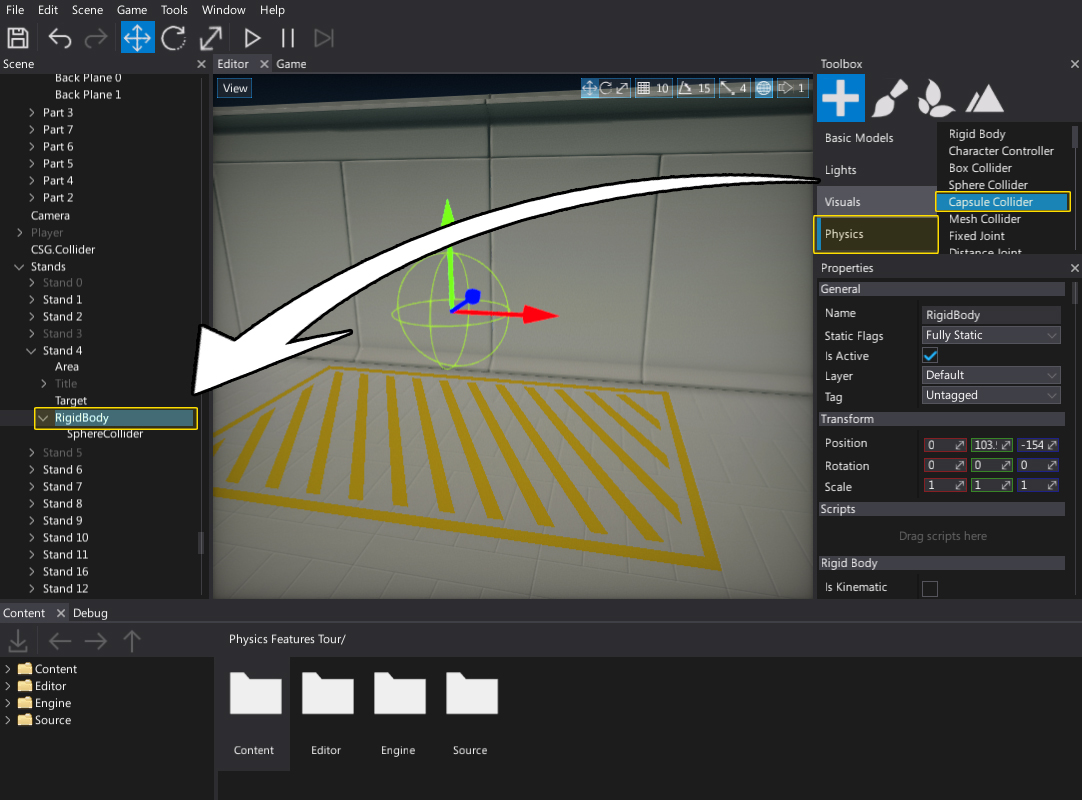 File Edit Scene Game Tools Window Help
Scene
Back Plane 0
Back Plane 1
Part 3
Part 7
Part 6
Part 5
Part 4
Part 2
Camera
Player
CSG.Collider
Stands
Stand 0
Stand 1
Stand 2
Stand 3
Stand 4
Area
Title
Target
RigidBody
SphereCollider
Stand 5
Stand 6
Stand 7
Stand 8
Stand 9
Stand 10
Stand 11
Stand 16
Stand 12
Editor Game
View 10 15 4 1
Toolbox
Basic Models
Lights
Visuals
Physics
Rigid Body
Character Controller
Box Collider
Sphere Collider
Capsule Collider
Mesh Collider
Fixed Joint
Distance Joint
Properties
General
Name RigidBody
Static Flags Fully Static
Is Active
Layer Default
Tag Untagged
Transform
Position 0 103. -154
Rotation 0 0 0
Scale 1 1 1
Scripts
Drag scripts here
Rigid Body
Is Kinematic
Content Debug
Physics Features Tour/
Content
Editor
Engine
Source
Content Editor Engine Source